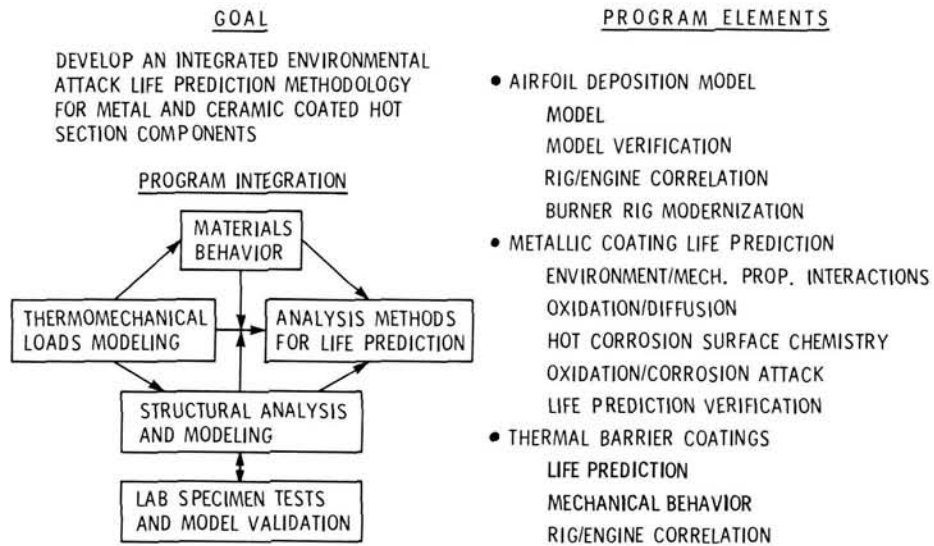 GOAL
DEVELOP AN INTEGRATED ENVIRONMENTAL
ATTACK LIFE PREDICTION METHODOLOGY
FOR METAL AND CERAMIC COATED HOT
SECTION COMPONENTS
PROGRAM INTEGRATION
MATERIALS
BEHAVIOR
THERMOMECHANICAL
LOADS MODELING
ANALYSIS METHODS
FOR LIFE PREDICTION
STRUCTURAL ANALYSIS
AND MODELING
LAB SPECIMEN TESTS
AND MODEL VALIDATION
PROGRAM ELEMENTS
• AIRFOIL DEPOSITION MODEL
MODEL
MODEL VERIFICATION
RIG/ENGINE CORRELATION
BURNER RIG MODERNIZATION
• METALLIC COATING LIFE PREDICTION
ENVIRONMENT/MECH. PROP. INTERACTIONS
OXIDATION/DIFFUSION
HOT CORROSION SURFACE CHEMISTRY
OXIDATION/CORROSION ATTACK
LIFE PREDICTION VERIFICATION
• THERMAL BARRIER COATINGS
LIFE PREDICTION
MECHANICAL BEHAVIOR
RIG/ENGINE CORRELATION